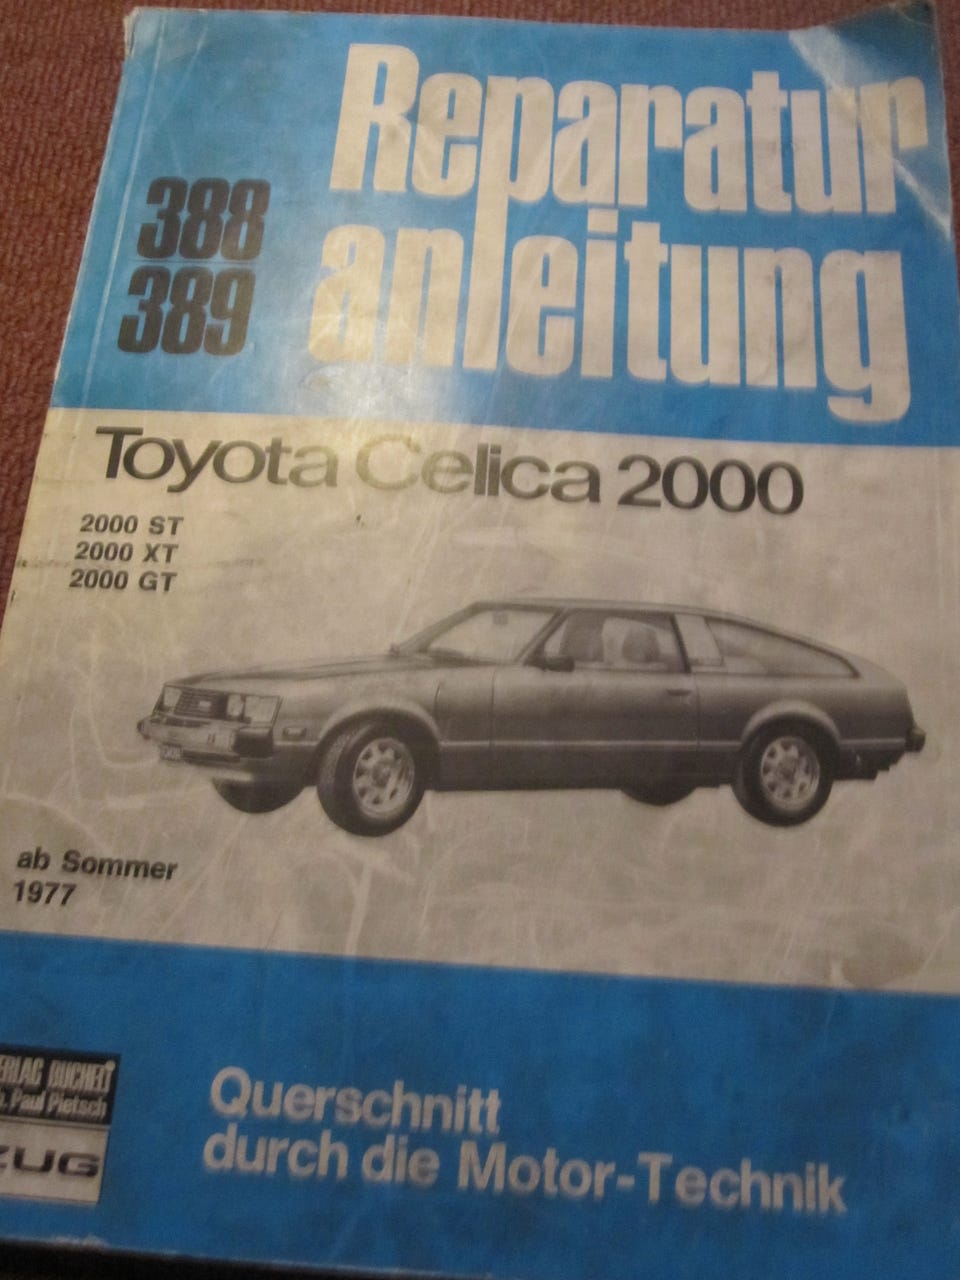 Reparatur
anleitung
388
389
Toyota Celica 2000
2000 ST
2000 XT
2000 GT
ab Sommer
1977
Paul Pietsch
ZUG
Querschnitt
durch die Motor-Technik